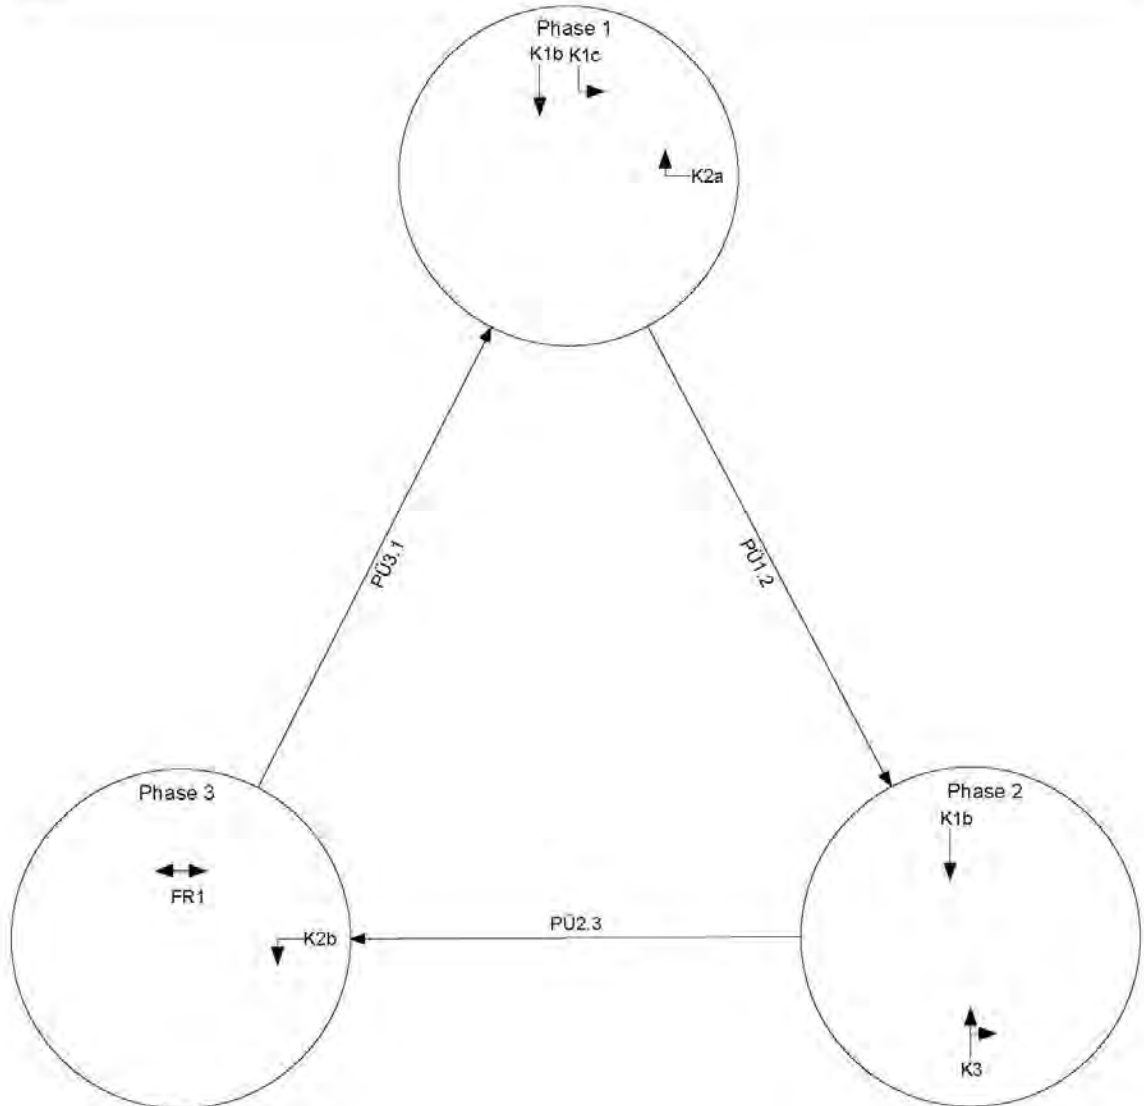 Phase 1
K1b K1c
K2a
PÜ3.1
PÜ1.2
Phase 3
FR1
K2b
PÜ2.3
Phase 2
K1b
K3